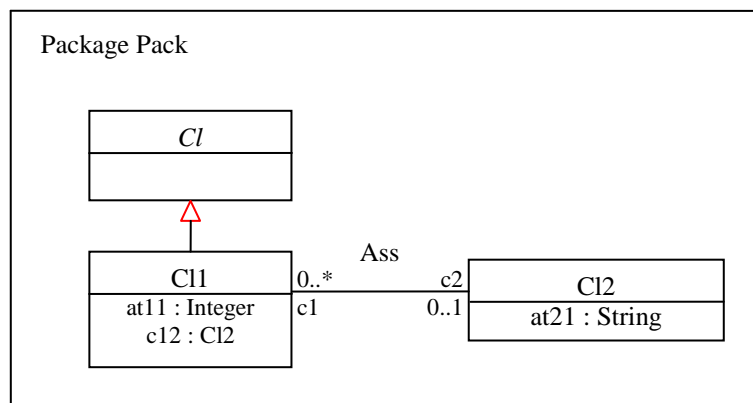 Package Pack
Cl
Ass
Cl1
0..*
c2
Cl2
at11 : Integer
c1
0..1
at21 : String
c12 : Cl2